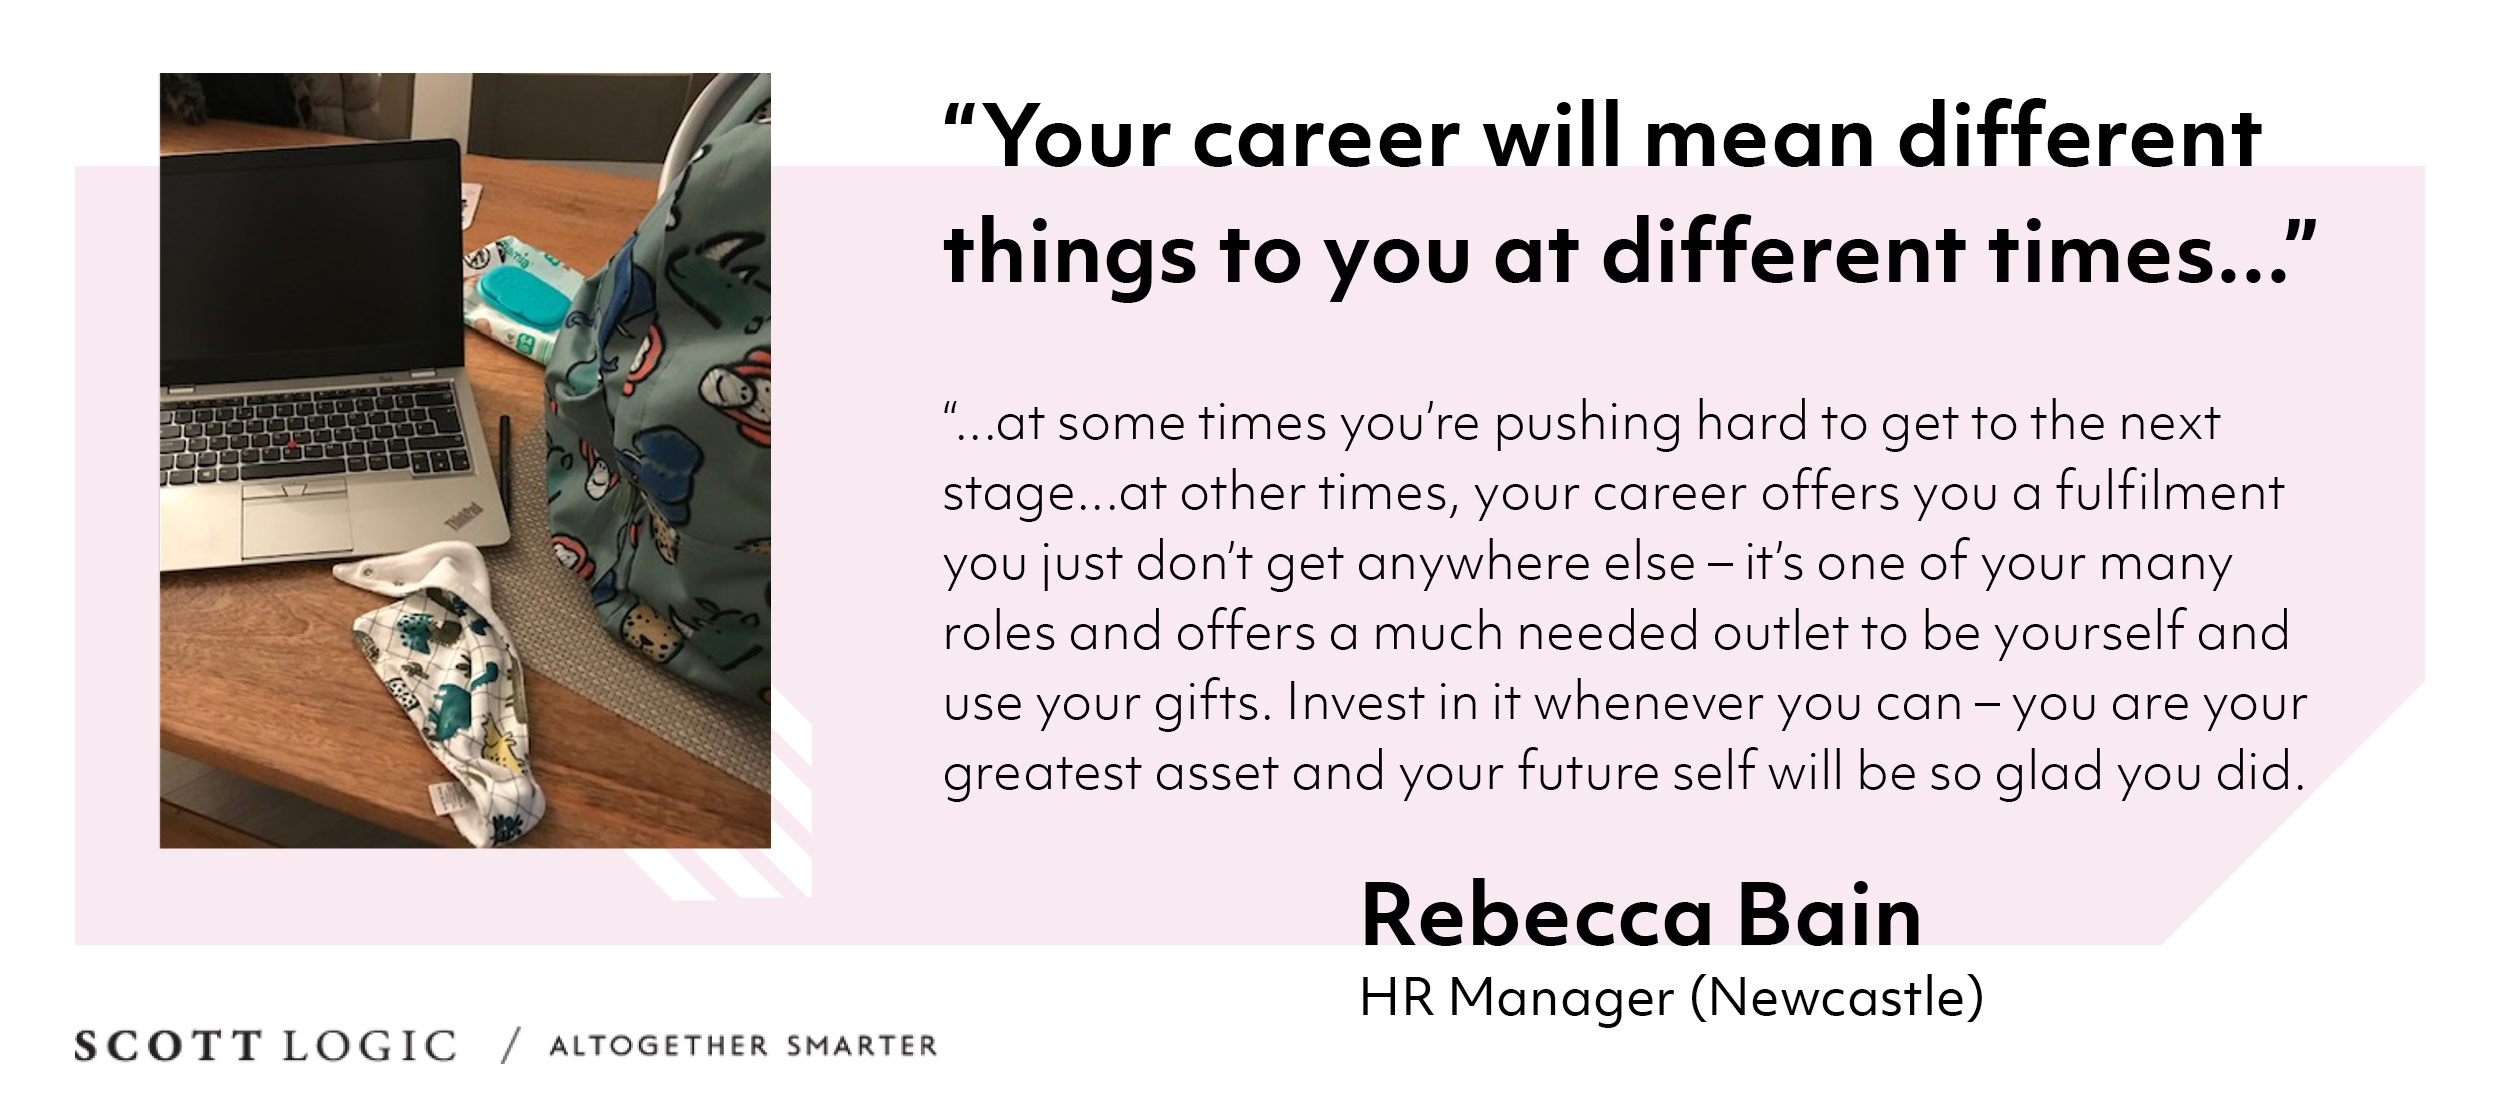 “Your career will mean different
things to you at different times...”
“...at some times you’re pushing hard to get to the next
stage...at other times, your career offers you a fulfilment
you just don’t get anywhere else – it’s one of your many
roles and offers a much needed outlet to be yourself and
use your gifts. Invest in it whenever you can – you are your
greatest asset and your future self will be so glad you did.
Rebecca Bain
HR Manager (Newcastle)
SCOTT LOGIC / ALTOGETHER SMARTER
ThinkPad
64